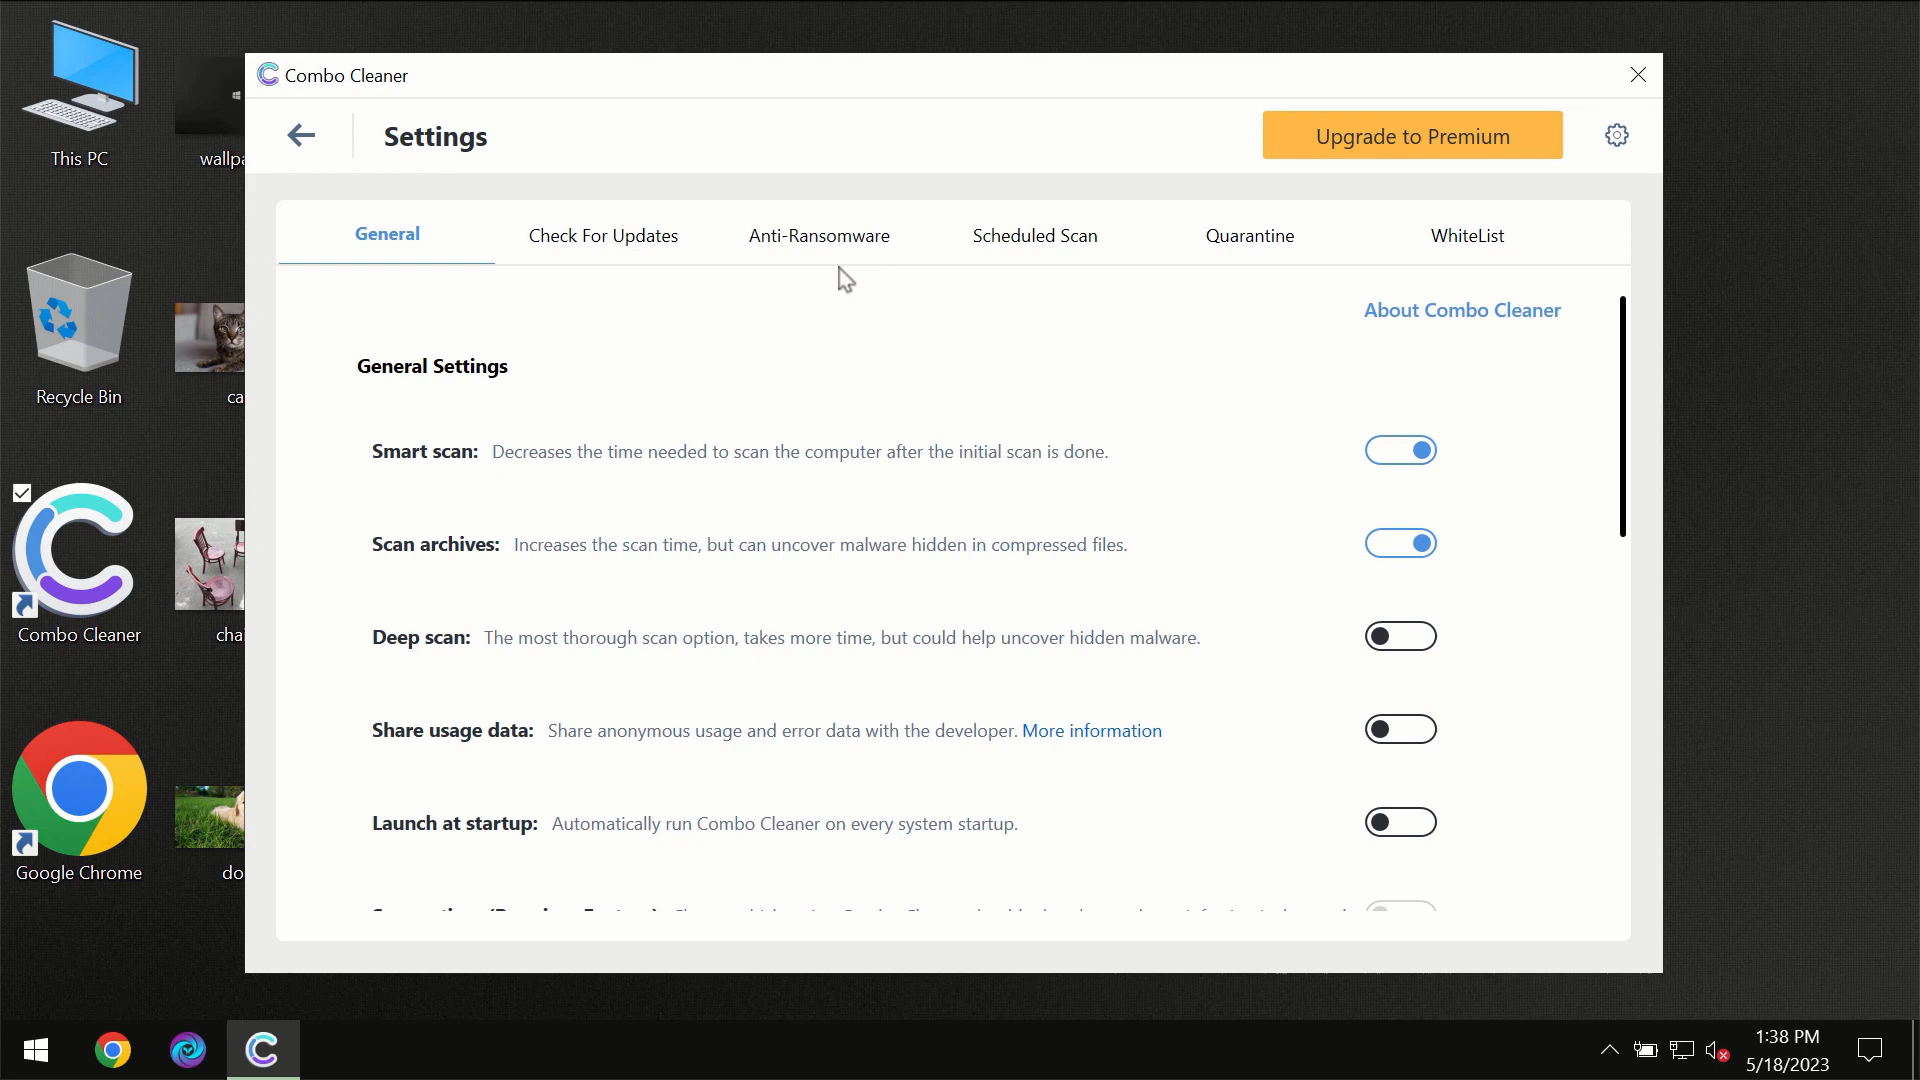 Combo Cleaner
Settings
Upgrade to Premium
General
Check For Updates
Anti-Ransomware
Scheduled Scan
Quarantine
WhiteList
About Combo Cleaner
General Settings
Smart scan: Decreases the time needed to scan the computer after the initial scan is done.
Scan archives: Increases the scan time, but can uncover malware hidden in compressed files.
Deep scan: The most thorough scan option, takes more time, but could help uncover hidden malware.
Share usage data: Share anonymous usage and error data with the developer. More information
Launch at startup: Automatically run Combo Cleaner on every system startup.
This PC
wallpa
Recycle Bin
ca
Combo Cleaner
chai
Google Chrome
do
1:38 PM
5/18/2023